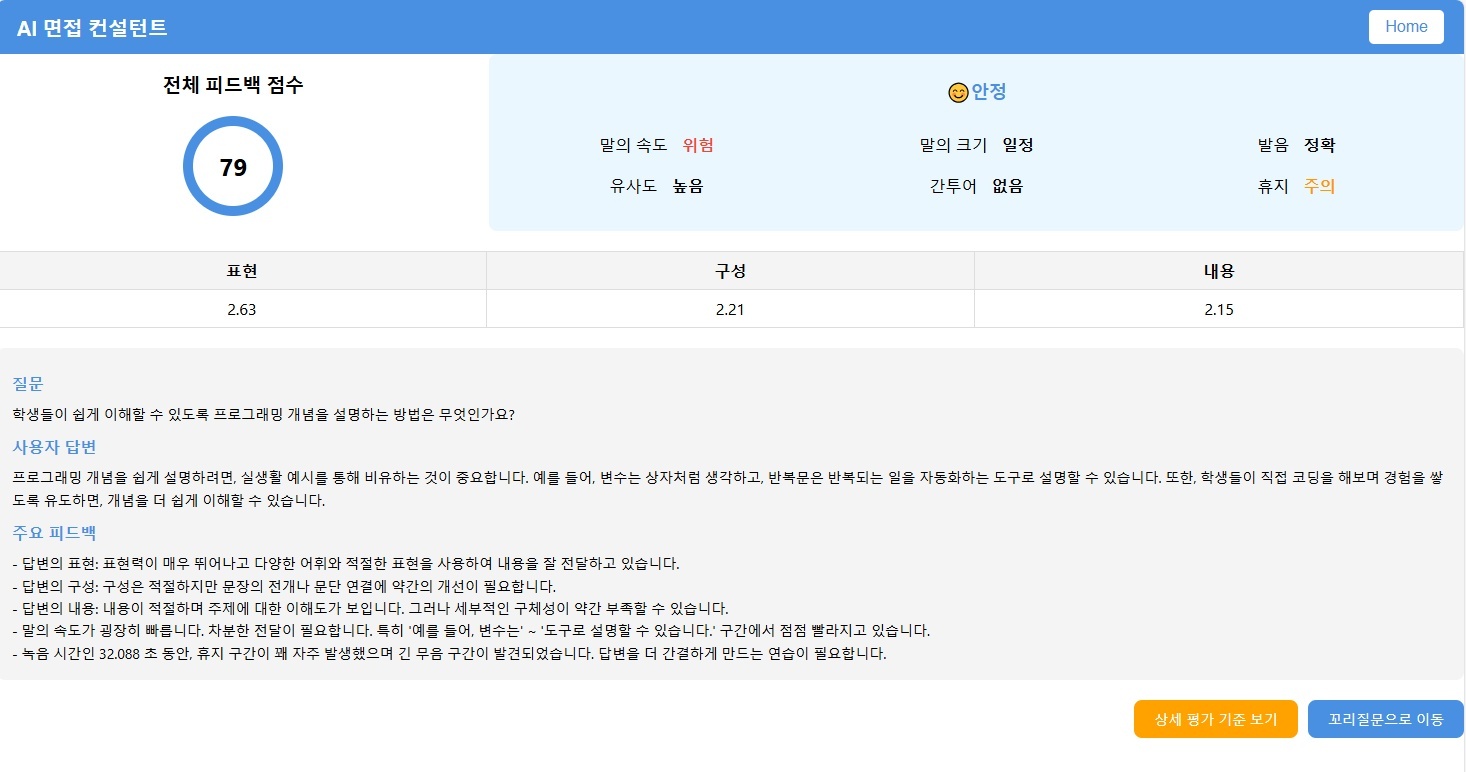 AI 면접 컨설턴트
Home
전체 피드백 점수
79
안정
말의 속도 위험 말의 크기 일정 발음 정확
유사도 높음 간투어 없음 휴지 주의
표현 구성 내용
2.63 2.21 2.15
질문
학생들이 쉽게 이해할 수 있도록 프로그래밍 개념을 설명하는 방법은 무엇인가요?
사용자 답변
프로그래밍 개념을 쉽게 설명하려면, 실생활 예시를 통해 비유하는 것이 중요합니다. 예를 들어, 변수는 상자처럼 생각하고, 반복문은 반복되는 일을 자동화하는 도구로 설명할 수 있습니다. 또한, 학생들이 직접 코딩을 해보며 경험을 쌓
도록 유도하면, 개념을 더 쉽게 이해할 수 있습니다.
주요 피드백
- 답변의 표현: 표현력이 매우 뛰어나고 다양한 어휘와 적절한 표현을 사용하여 내용을 잘 전달하고 있습니다.
- 답변의 구성: 구성은 적절하지만 문장의 전개나 문단 연결에 약간의 개선이 필요합니다.
- 답변의 내용: 내용이 적절하며 주제에 대한 이해도가 보입니다. 그러나 세부적인 구체성이 약간 부족할 수 있습니다.
- 말의 속도가 굉장히 빠릅니다. 차분한 전달이 필요합니다. 특히 '예를 들어, 변수는' ~ '도구로 설명할 수 있습니다.' 구간에서 점점 빨라지고 있습니다.
- 녹음 시간인 32.088 초 동안, 휴지 구간이 꽤 자주 발생했으며 긴 무음 구간이 발견되었습니다. 답변을 더 간결하게 만드는 연습이 필요합니다.
상세 평가 기준 보기
꼬리질문으로 이동